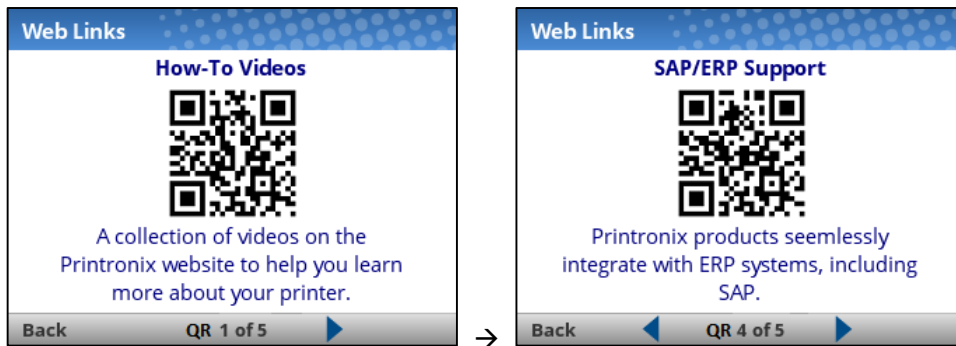 Web Links
How-To Videos
A collection of videos on the
Printronix website to help you learn
more about your printer.
Back QR 1 of 5
→
Web Links
SAP/ERP Support
Printronix products seemlessly
integrate with ERP systems, including
SAP.
Back QR 4 of 5